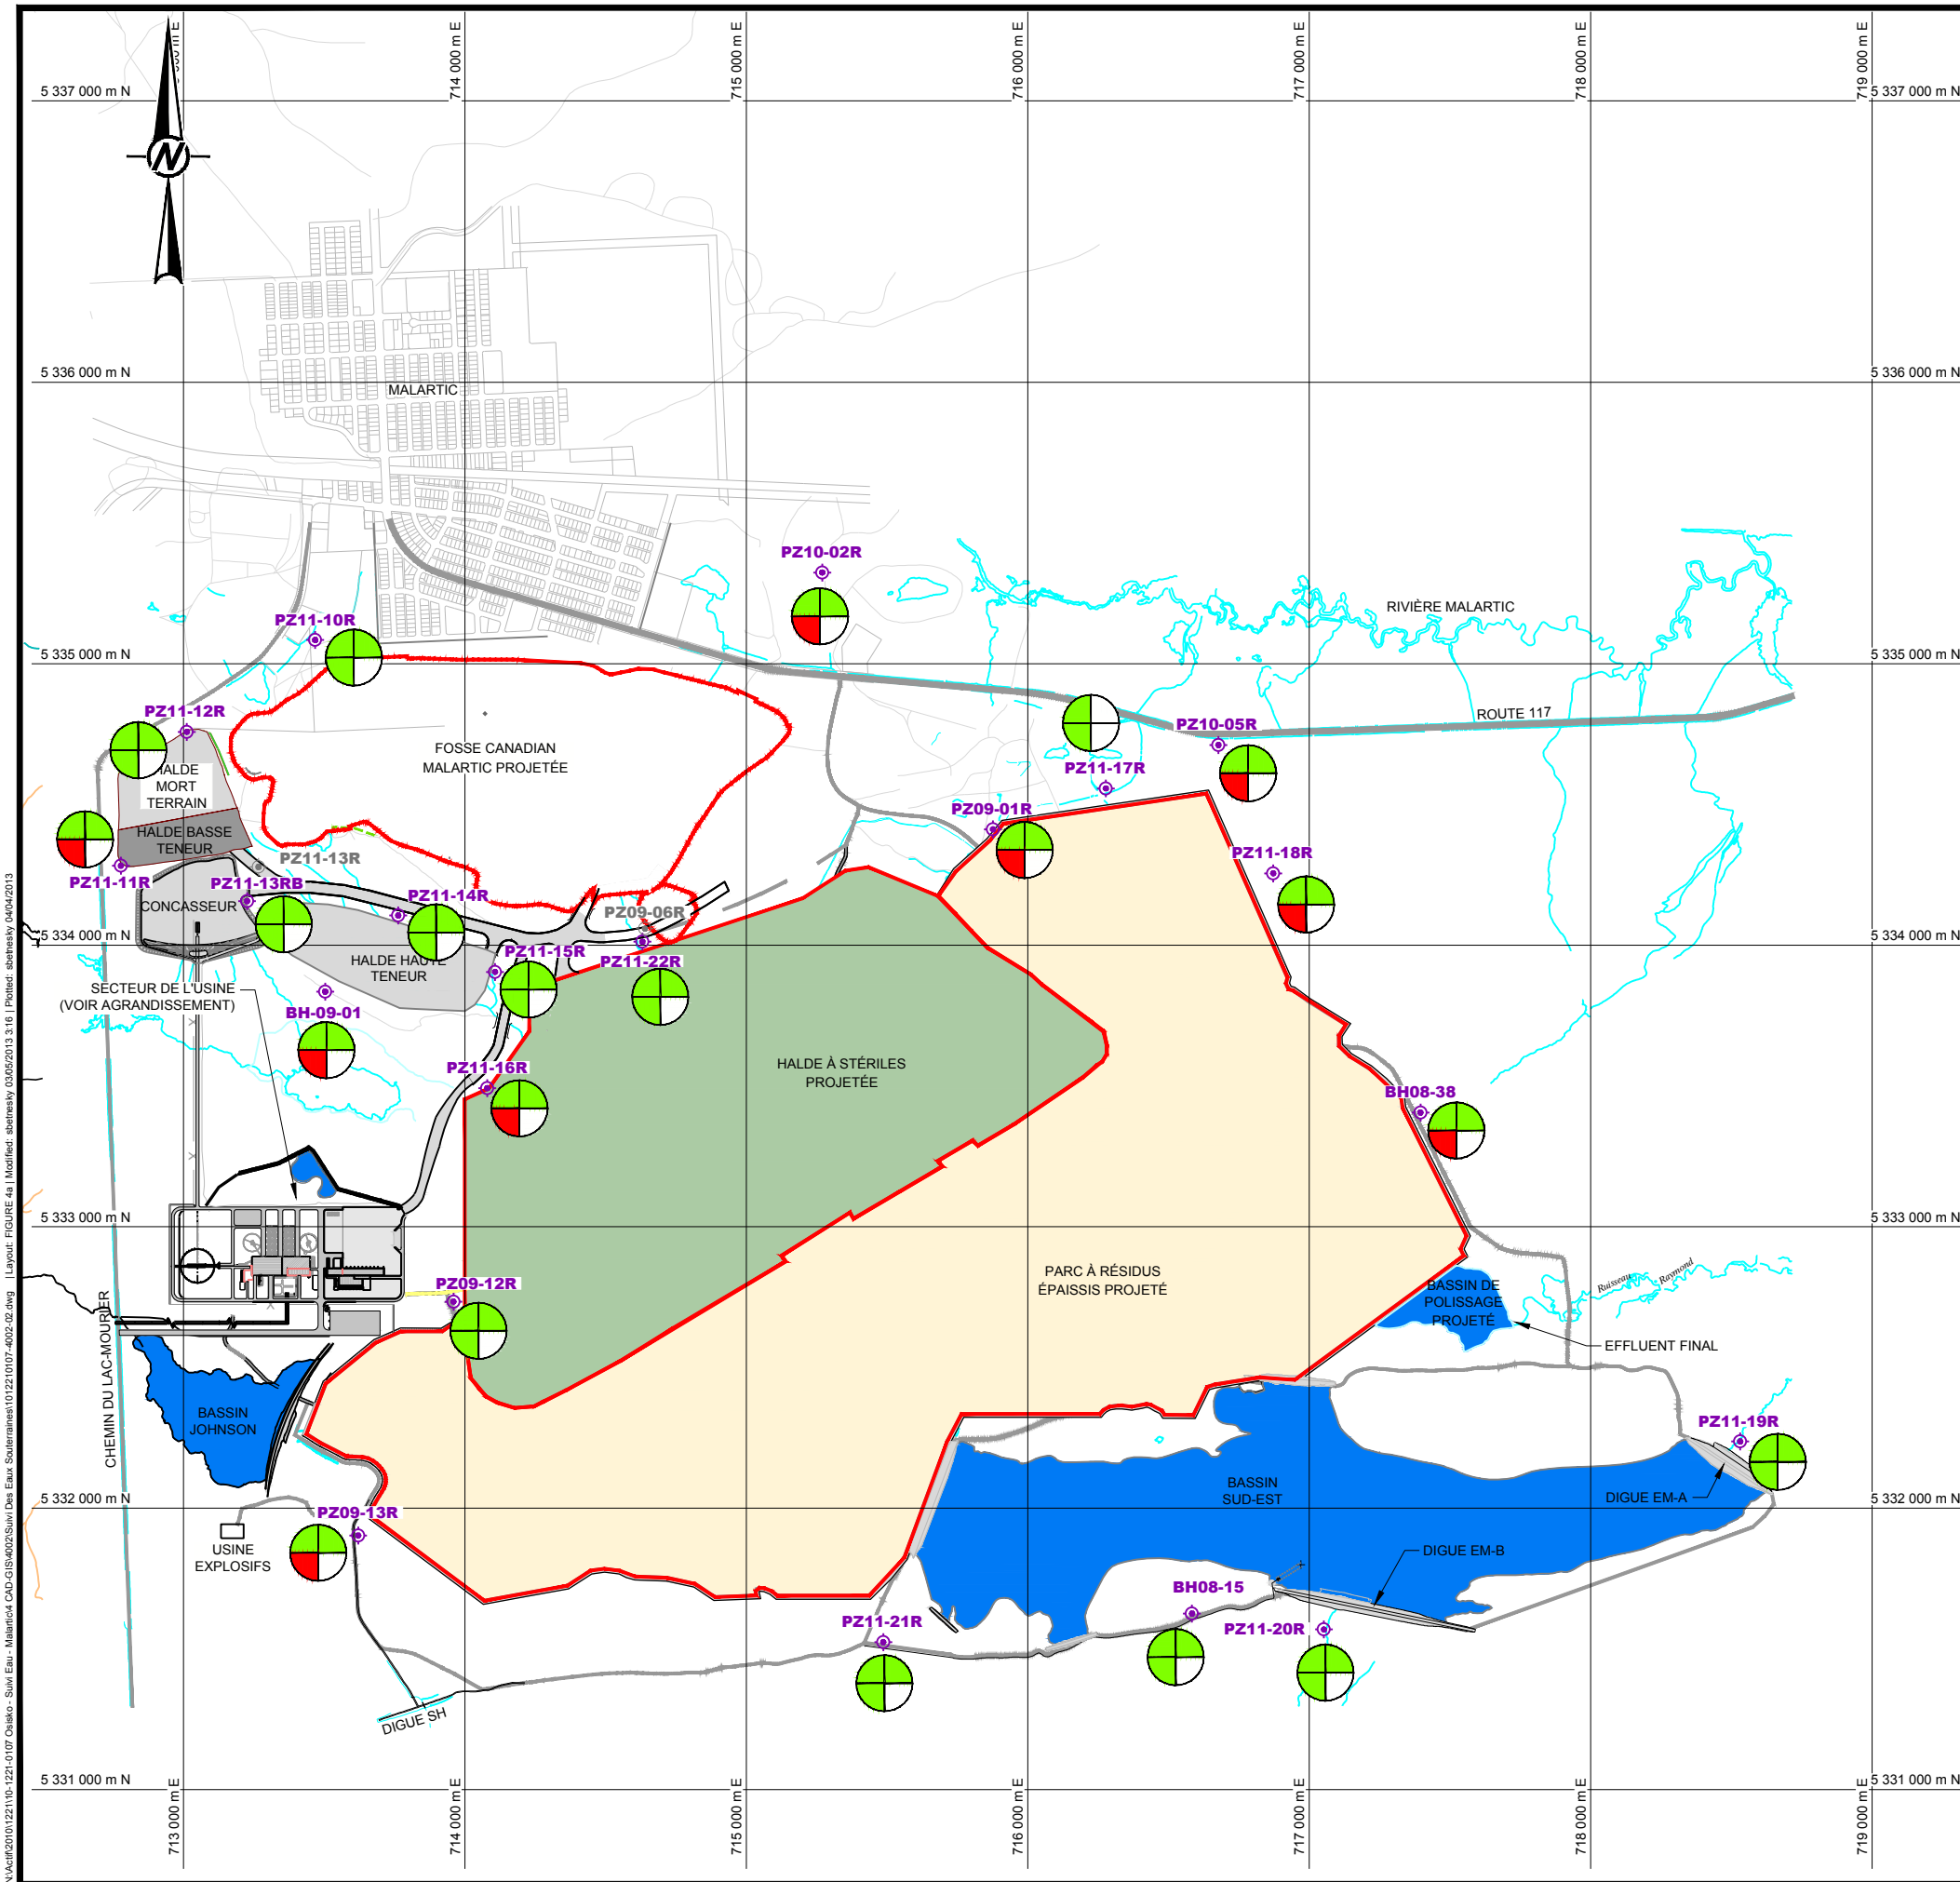 713 000 m E
714 000 m E
715 000 m E
716 000 m E
717 000 m E
718 000 m E
719 000 m E
5 337 000 m N
5 337 000 m N
N
5 336 000 m N
5 336 000 m N
MALARTIC
PZ10-02R
RIVIÈRE MALARTIC
PZ11-10R
5 335 000 m N
5 335 000 m N
PZ11-12R
ROUTE 117
PZ10-05R
FOSSE CANADIAN
MALARTIC PROJETÉE
HALDE
MORT
TERRAIN
PZ11-17R
PZ09-01R
HALDE BASSE
TENEUR
PZ11-13R
PZ11-18R
PZ11-11R
PZ11-13RB
PZ11-14R
CONCASSEUR
PZ09-06R
5 334 000 m N
5 334 000 m N
PZ11-15R
PZ11-22R
HALDE HAUTE
TENEUR
SECTEUR DE L'USINE
(VOIR AGRANDISSEMENT)
BH-09-01
PZ11-16R
HALDE À STÉRILES
PROJETÉE
BH08-38
5 333 000 m N
5 333 000 m N
PARC À RÉSIDUS
ÉPAISSIS PROJETÉ
Ruisseau Raymond
PZ09-12R
BASSIN DE
POLISSAGE
PROJETÉ
EFFLUENT FINAL
CHEMIN DU LAC-MOURIER
BASSIN
JOHNSON
PZ11-19R
BASSIN
SUD-EST
DIGUE EM-A
5 332 000 m N
5 332 000 m N
PZ09-13R
USINE
EXPLOSIFS
DIGUE EM-B
BH08-15
PZ11-21R
PZ11-20R
DIGUE SH
5 331 000 m N
5 331 000 m N
713 000 m E
714 000 m E
715 000 m E
716 000 m E
717 000 m E
718 000 m E
719 000 m E